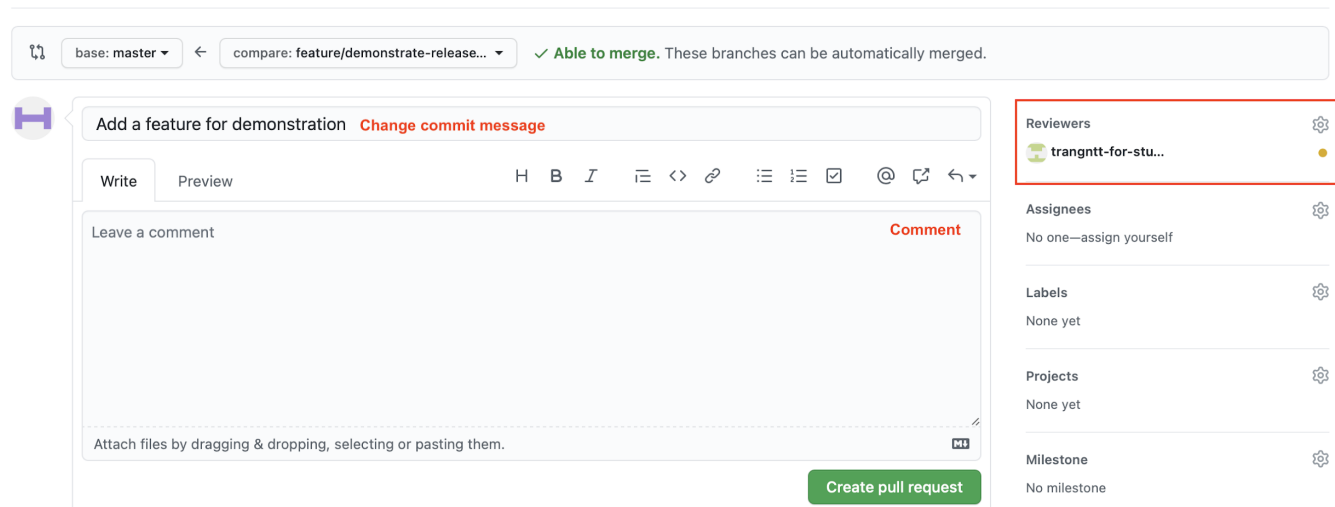 base: master
compare: feature/demonstrate-release...
Able to merge. These branches can be automatically merged.
Add a feature for demonstration
Change commit message
Write
Preview
H B I
Leave a comment
Comment
Attach files by dragging & dropping, selecting or pasting them.
Create pull request
Reviewers
trangntt-for-stu...
Assignees
No one—assign yourself
Labels
None yet
Projects
None yet
Milestone
No milestone